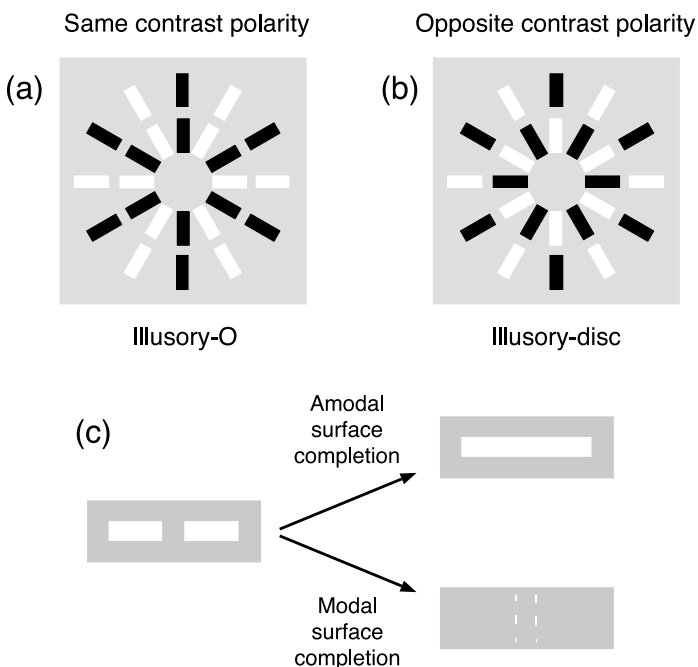 Same contrast polarity
Opposite contrast polarity
(a)
(b)
Illusory-O
Illusory-disc
(c)
Amodal
surface
completion
Modal
surface
completion